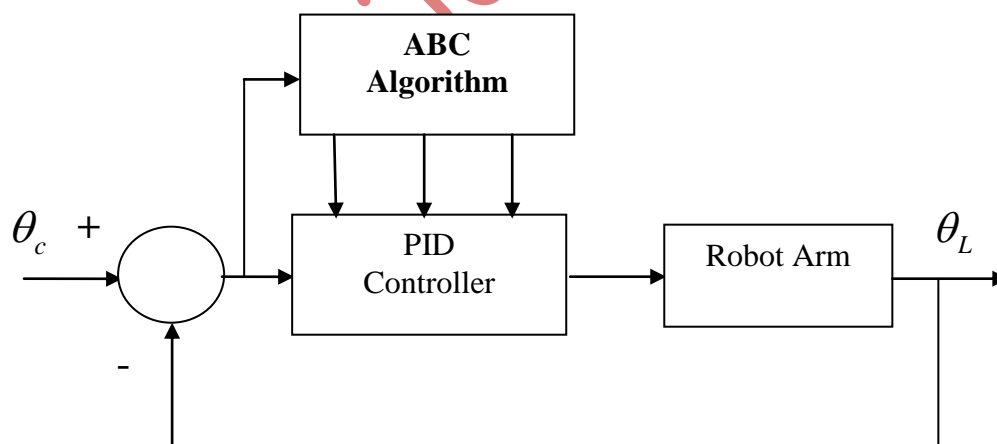 ABC
Algorithm
θc +
PID
Controller
Robot Arm
θL
-